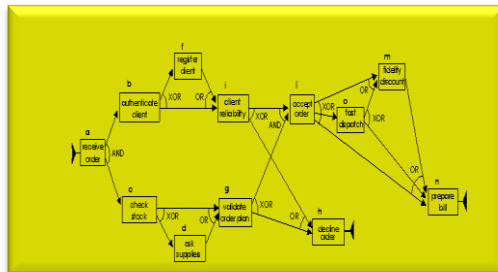 f
register
client
m
fidelity
discount
b
authenticate
client
XOR
OR
i
client
reliability
XOR
l
accept
order
XOR
OR
o
fast
dispatch
XOR
a
receive
order
AND
AND
c
check
stock
XOR
OR
g
validate
order plan
XOR
d
ask
supplies
OR
h
decline
order
OR
n
prepare
bill